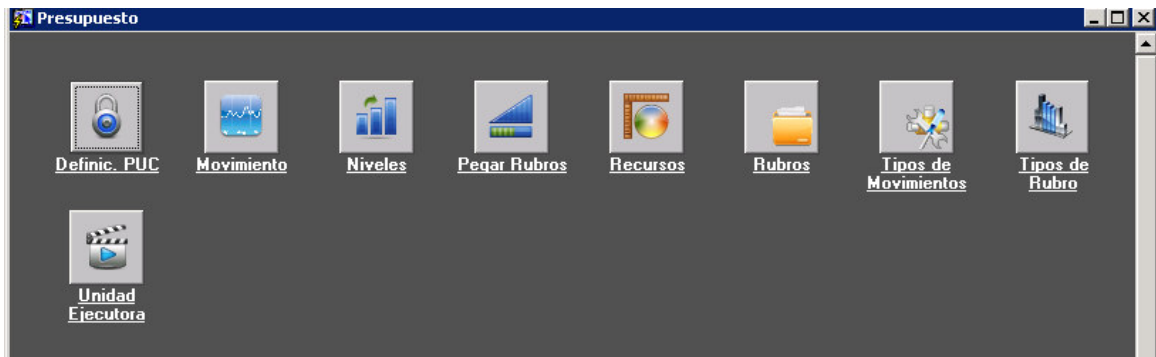 Presupuesto
Definic. PUC
Movimiento
Niveles
Pegar Rubros
Recursos
Rubros
Tipos de
Movimientos
Tipos de
Rubro
Unidad
Ejecutora